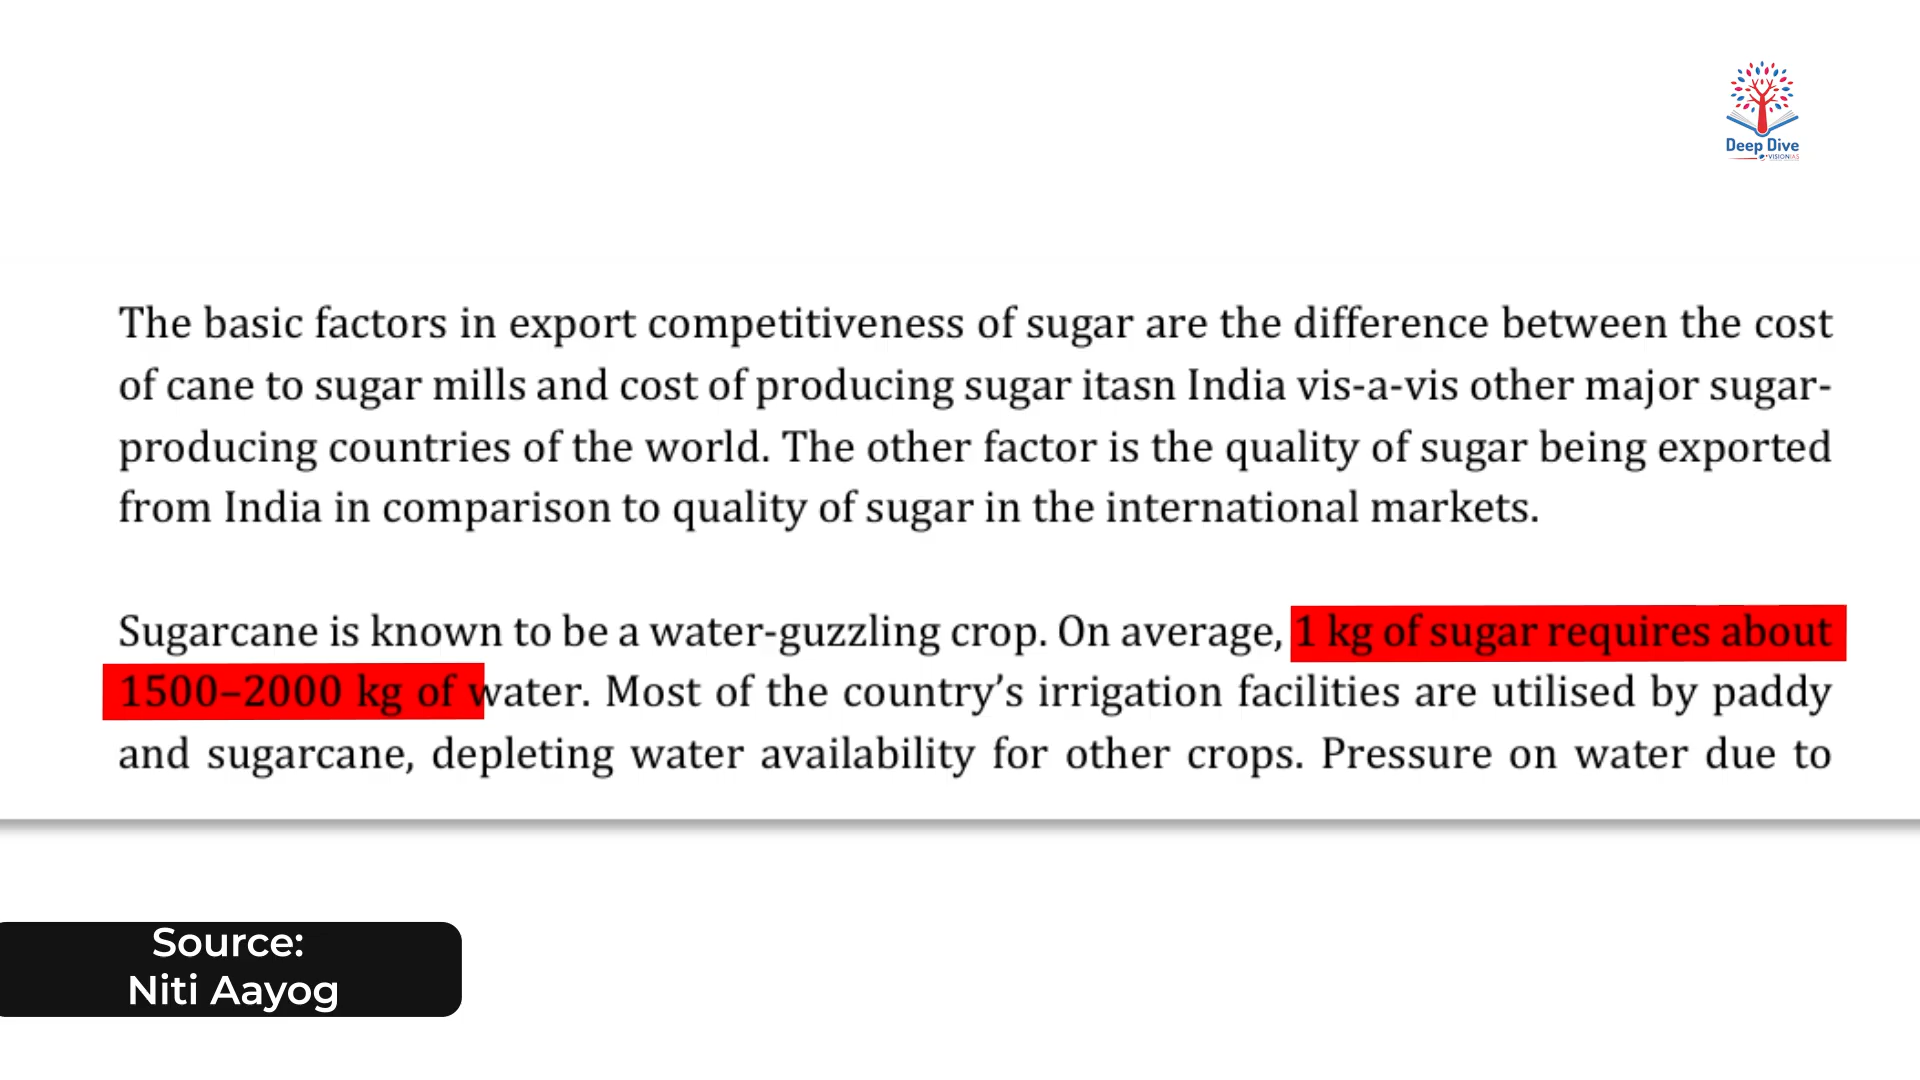 Deep Dive
VISIONIAS
The basic factors in export competitiveness of sugar are the difference between the cost
of cane to sugar mills and cost of producing sugar itasn India vis-a-vis other major sugar-
producing countries of the world. The other factor is the quality of sugar being exported
from India in comparison to quality of sugar in the international markets.
Sugarcane is known to be a water-guzzling crop. On average, 1 kg of sugar requires about
1500–2000 kg of water. Most of the country’s irrigation facilities are utilised by paddy
and sugarcane, depleting water availability for other crops. Pressure on water due to
Source:
Niti Aayog